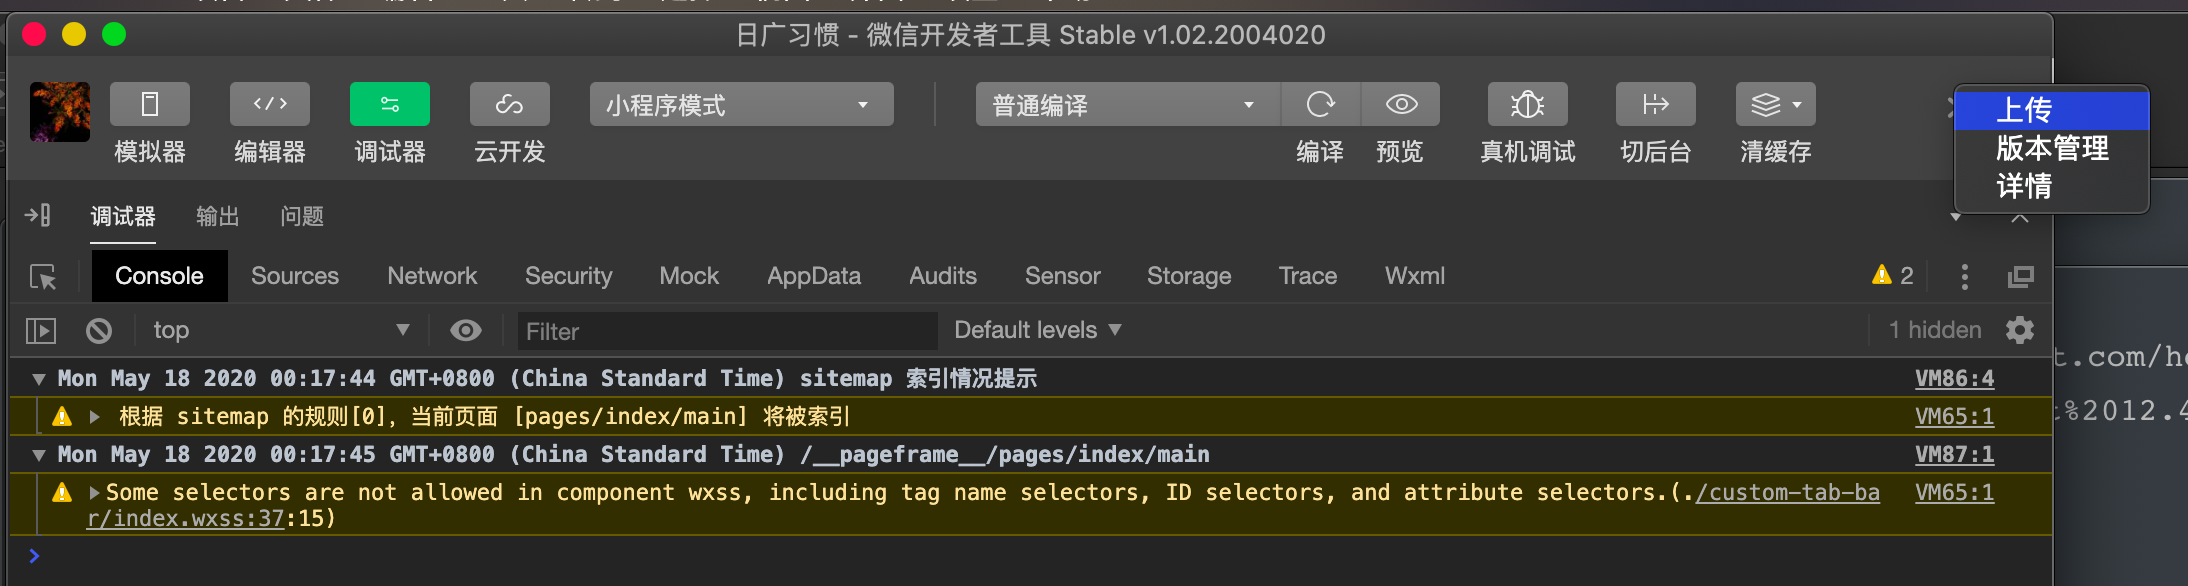 日广习惯 - 微信开发者工具 Stable v1.02.2004020
小程序模式
普通编译
模拟器
编辑器
调试器
云开发
编译
预览
真机调试
切后台
清缓存
上传
版本管理
详情
调试器 输出 问题
Console Sources Network Security Mock AppData Audits Sensor Storage Trace Wxml 2
top Filter Default levels 1 hidden
Mon May 18 2020 00:17:44 GMT+0800 (China Standard Time) sitemap 索引情况提示 VM86:4
根据 sitemap 的规则[0]，当前页面 [pages/index/main] 将被索引 VM65:1
Mon May 18 2020 00:17:45 GMT+0800 (China Standard Time) /__pageframe__/pages/index/main VM87:1
Some selectors are not allowed in component wxss, including tag name selectors, ID selectors, and attribute selectors.(./custom-tab-ba VM65:1
r/index.wxss:37:15)
t.com/h
%2012.4